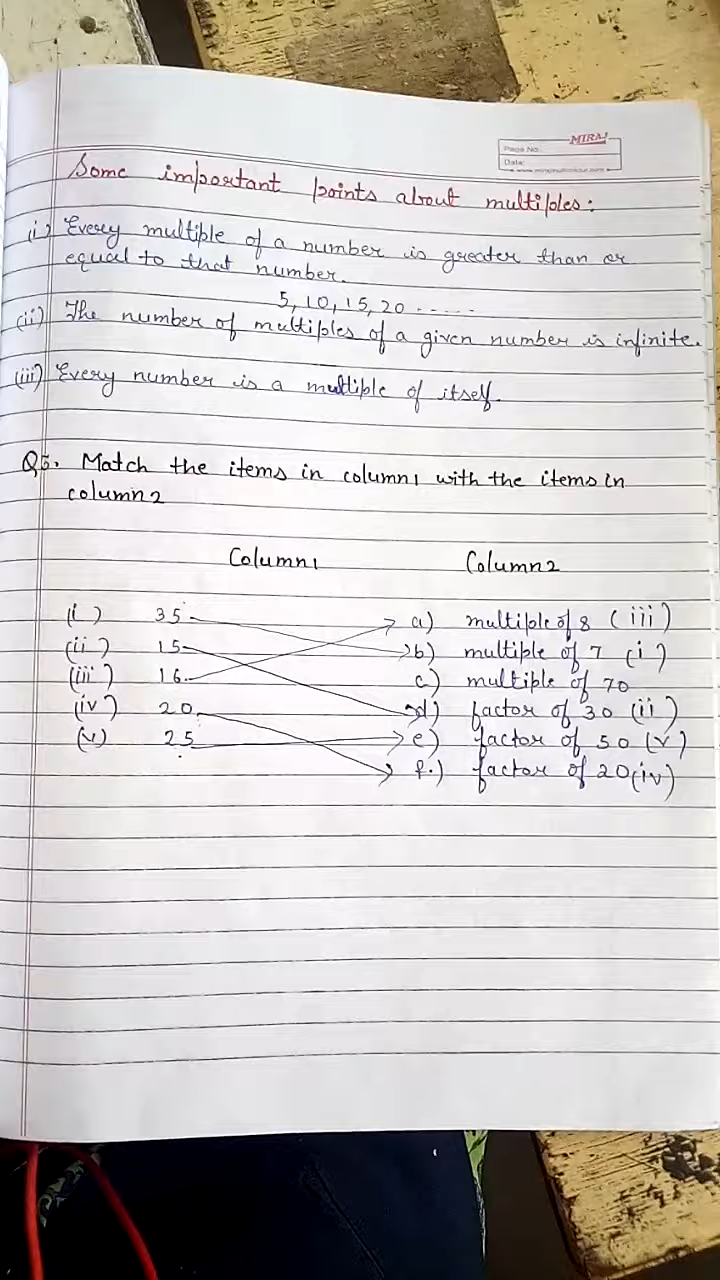 MIRAJ
Page No.
Date:
Some important points about multiples:
(i) Every multiple of a number is greater than or
equal to that number.
5, 10, 15, 20 .....
(ii) The number of multiples of a given number is infinite.
(iii) Every number is a multiple of itself.
Q5. Match the items in column1 with the items in
column2
Column1 Column2
(i) 35 a) multiple of 8 (iii)
(ii) 15 b) multiple of 7 (i)
(iii) 16 c) multiple of 70
(iv) 20 d) factor of 30 (ii)
(v) 25 e) factor of 50 (v)
f.) factor of 20 (iv)